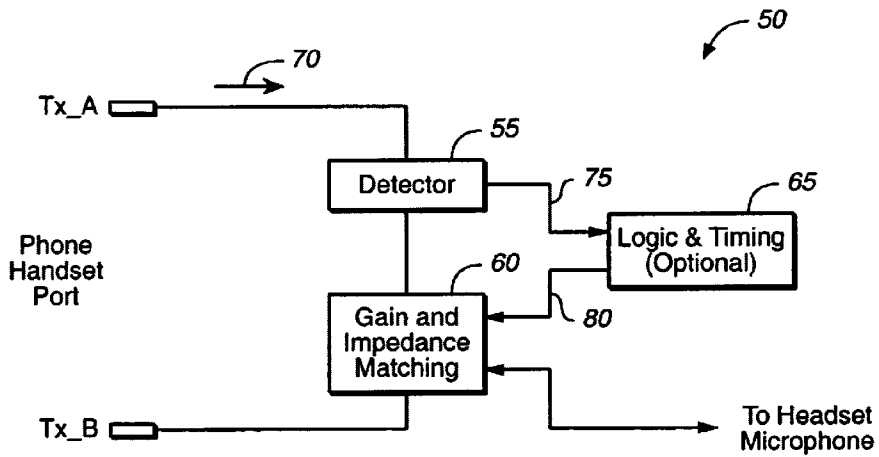 50
70
Tx_A
55
Detector
75
65
Logic & Timing
(Optional)
Phone
Handset
Port
60
Gain and
Impedance
Matching
80
Tx_B
To Headset
Microphone